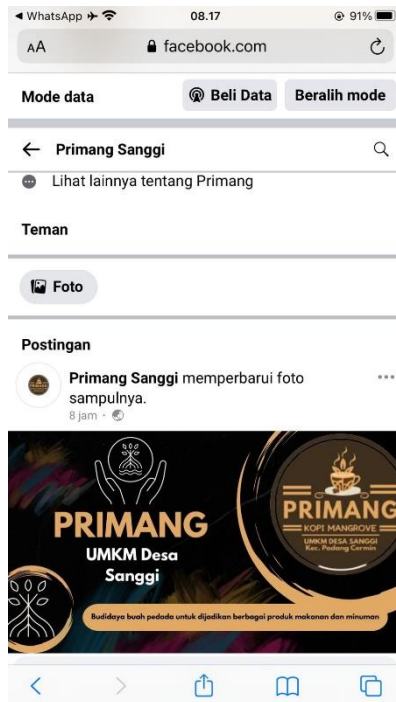 WhatsApp
08.17
91%
AA
facebook.com
Mode data
Beli Data
Beralih mode
Primang Sanggi
Lihat lainnya tentang Primang
Teman
Foto
Postingan
Primang Sanggi memperbarui foto
sampulnya.
8 jam ·
PRIMANG
UMKM Desa
Sanggi
Budidaya buah pedada untuk dijadikan berbagai produk makanan dan minuman
PRIMANG
KOPI MANGROVE
UMKM DESA SANGGI
Kec. Padang Cermin